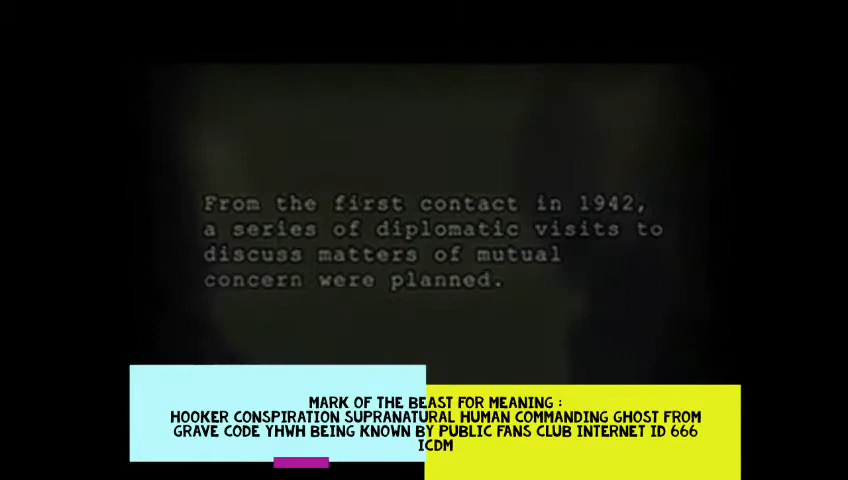 From the first contact in 1942,
a series of diplomatic visits to
discuss matters of mutual
concern were planned.
MARK OF THE BEAST FOR MEANING :
HOOKER CONSPIRATION SUPRANATURAL HUMAN COMMANDING GHOST FROM
GRAVE CODE YHWH BEING KNOWN BY PUBLIC FANS CLUB INTERNET ID 666
ICDM